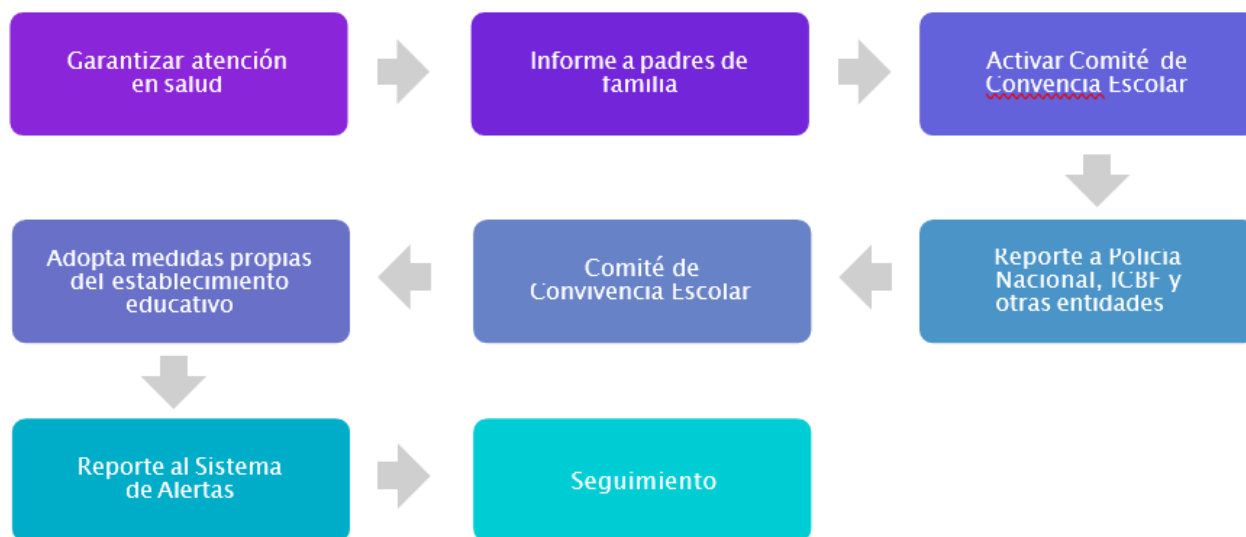 Garantizar atención
en salud
Informe a padres de
familia
Activar Comité de
Convencia Escolar
Reporte a Policía
Nacional, ICBF y
otras entidades
Comité de
Convivencia Escolar
Adopta medidas propias
del establecimiento
educativo
Reporte al Sistema
de Alertas
Seguimiento